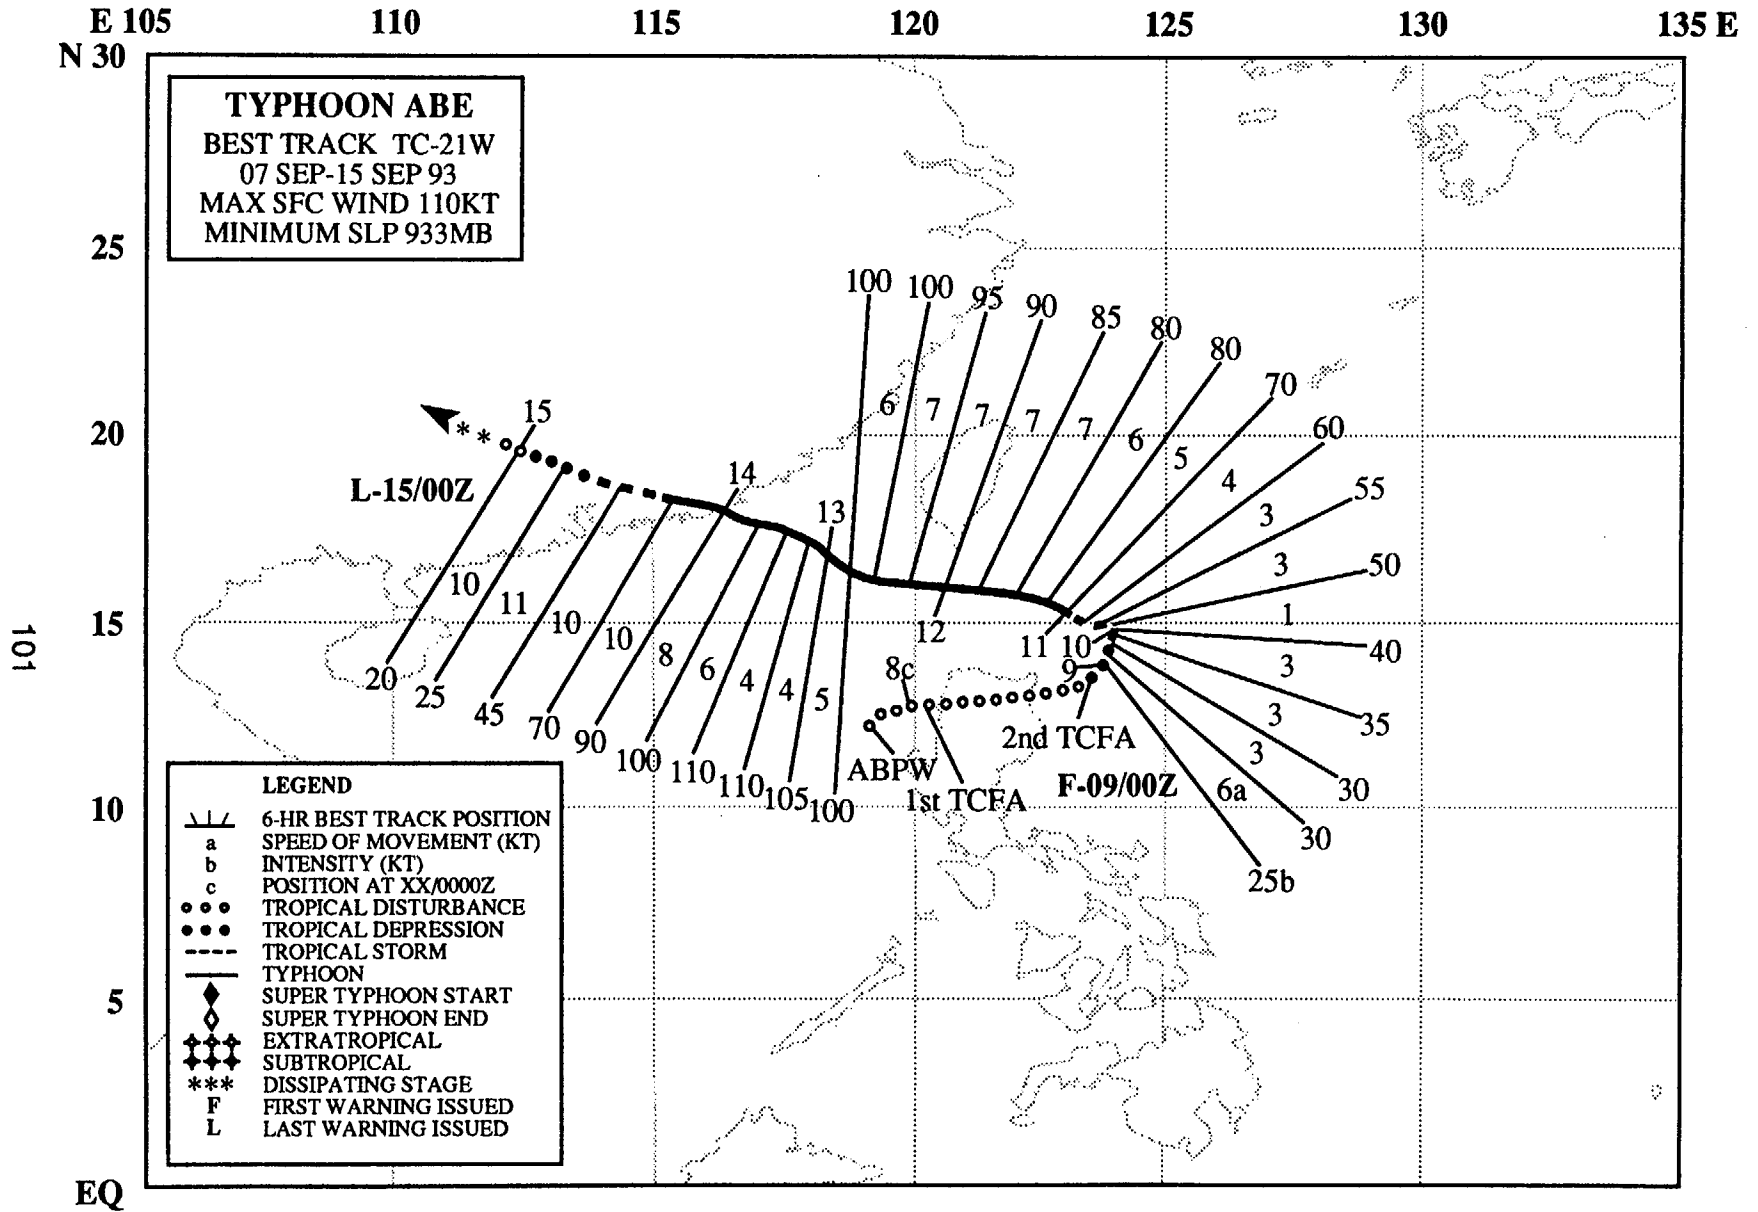 E 105 110 115 120 125 130 135 E
N 30
TYPHOON ABE
BEST TRACK TC-21W
07 SEP-15 SEP 93
MAX SFC WIND 110KT
MINIMUM SLP 933MB
25
100 100 95 90 85 80 80 70 60 55 50 40 35 30 30 25b
20
6 7 7 7 7 6 5 4 3 3 1 3 3 3 6a
15
L-15/00Z
14
13
15
10 11 10 10 8 6 4 4 5
12 11 10 9
8c
20 25 45 70 90 100 110 110 105 100
ABPW
1st TCFA
2nd TCFA
F-09/00Z
101
10
5
EQ
LEGEND
6-HR BEST TRACK POSITION
a SPEED OF MOVEMENT (KT)
b INTENSITY (KT)
c POSITION AT XX/0000Z
TROPICAL DISTURBANCE
TROPICAL DEPRESSION
TROPICAL STORM
TYPHOON
SUPER TYPHOON START
SUPER TYPHOON END
EXTRATROPICAL
SUBTROPICAL
*** DISSIPATING STAGE
F FIRST WARNING ISSUED
L LAST WARNING ISSUED